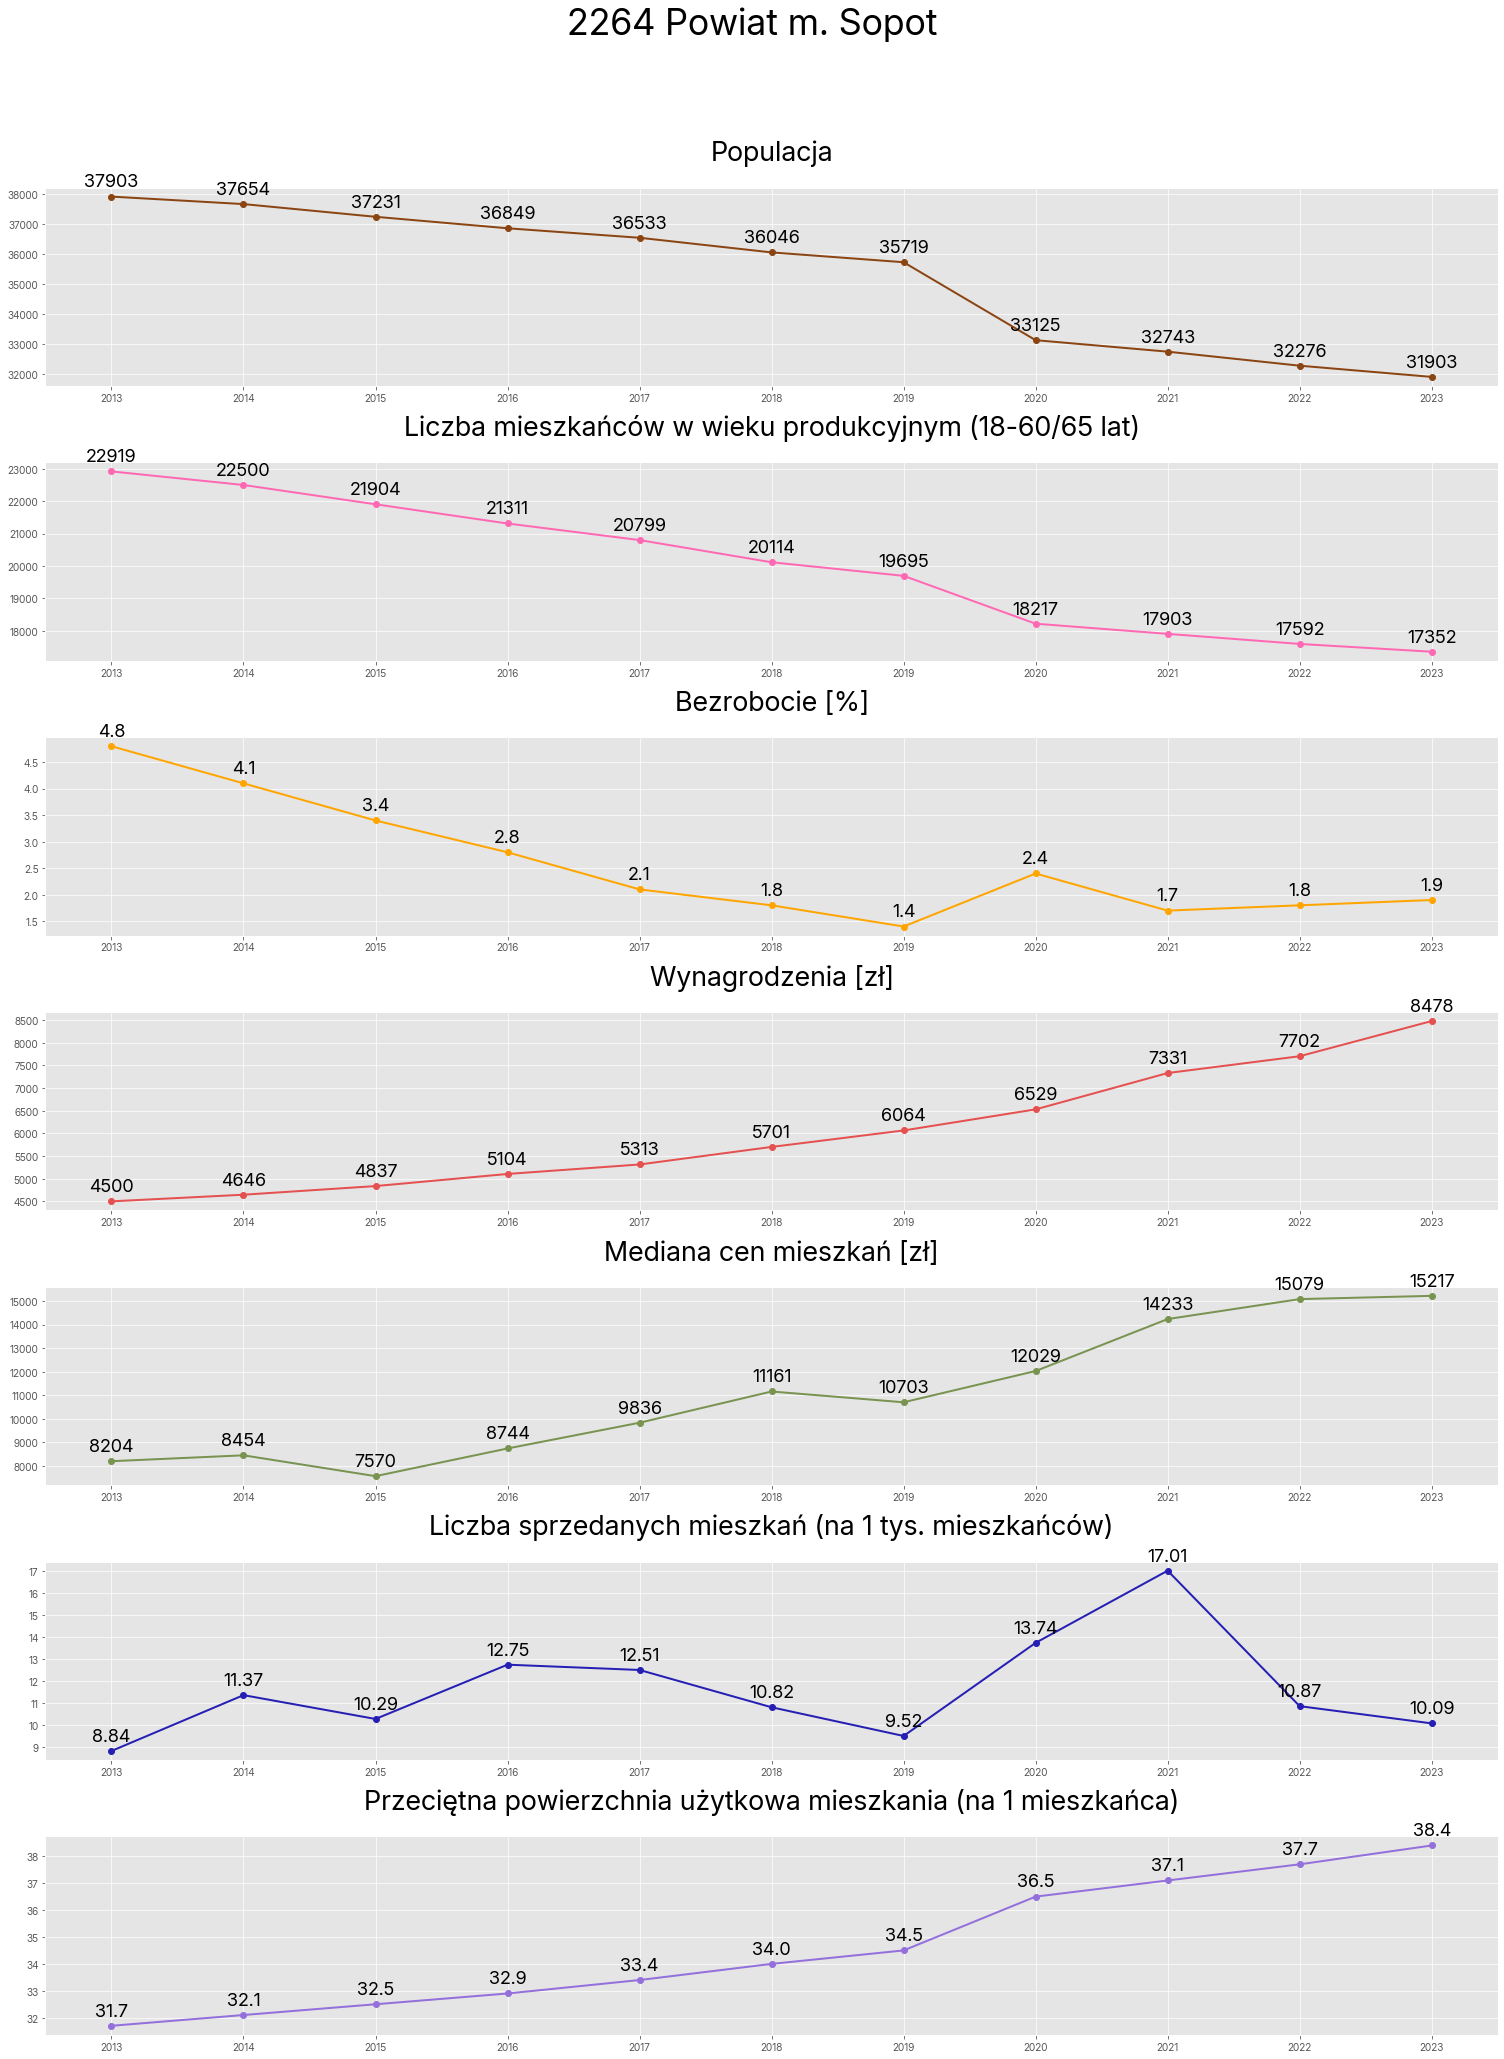 2264 Powiat m. Sopot
Populacja
37903 37654 37231 36849 36533 36046 35719 33125 32743 32276 31903
38000
37000
36000
35000
34000
33000
32000
2013 2014 2015 2016 2017 2018 2019 2020 2021 2022 2023
Liczba mieszkańców w wieku produkcyjnym (18-60/65 lat)
22919 22500 21904 21311 20799 20114 19695 18217 17903 17592 17352
23000
22000
21000
20000
19000
18000
2013 2014 2015 2016 2017 2018 2019 2020 2021 2022 2023
Bezrobocie [%]
4.8 4.1 3.4 2.8 2.1 1.8 1.4 2.4 1.7 1.8 1.9
4.5
4.0
3.5
3.0
2.5
2.0
1.5
2013 2014 2015 2016 2017 2018 2019 2020 2021 2022 2023
Wynagrodzenia [zł]
4500 4646 4837 5104 5313 5701 6064 6529 7331 7702 8478
8500
8000
7500
7000
6500
6000
5500
5000
4500
2013 2014 2015 2016 2017 2018 2019 2020 2021 2022 2023
Mediana cen mieszkań [zł]
8204 8454 7570 8744 9836 11161 10703 12029 14233 15079 15217
15000
14000
13000
12000
11000
10000
9000
8000
2013 2014 2015 2016 2017 2018 2019 2020 2021 2022 2023
Liczba sprzedanych mieszkań (na 1 tys. mieszkańców)
8.84 11.37 10.29 12.75 12.51 10.82 9.52 13.74 17.01 10.87 10.09
17
16
15
14
13
12
11
10
9
2013 2014 2015 2016 2017 2018 2019 2020 2021 2022 2023
Przeciętna powierzchnia użytkowa mieszkania (na 1 mieszkańca)
31.7 32.1 32.5 32.9 33.4 34.0 34.5 36.5 37.1 37.7 38.4
38
37
36
35
34
33
32
2013 2014 2015 2016 2017 2018 2019 2020 2021 2022 2023